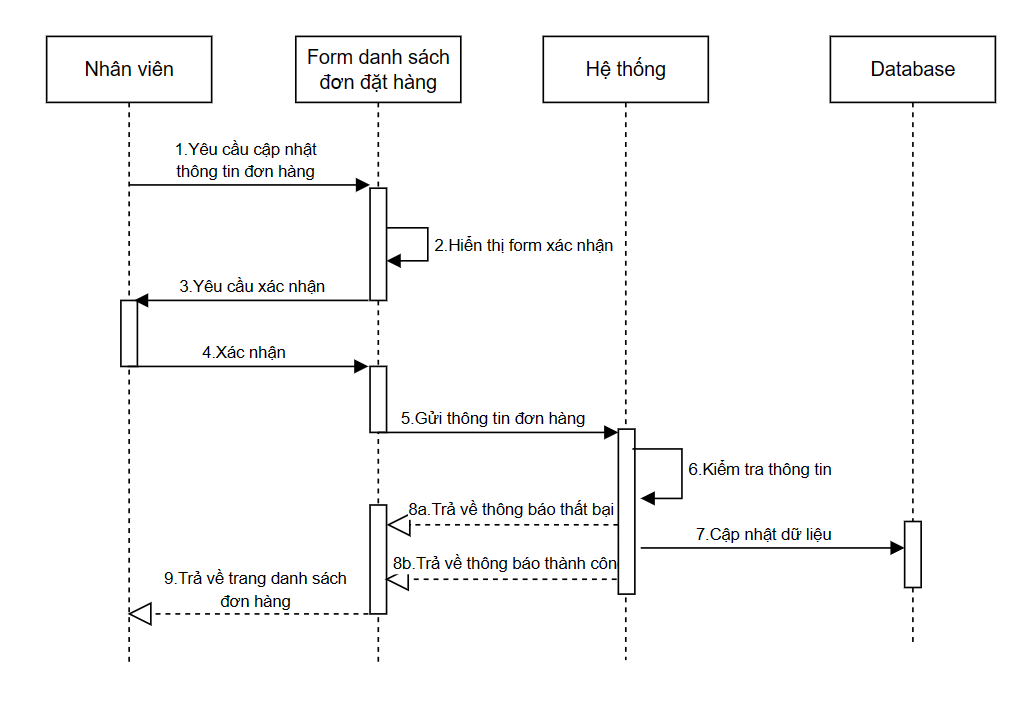 Nhân viên
Form danh sách
đơn đặt hàng
Hệ thống
Database
1.Yêu cầu cập nhật
thông tin đơn hàng
2.Hiển thị form xác nhận
3.Yêu cầu xác nhận
4.Xác nhận
5.Gửi thông tin đơn hàng
6.Kiểm tra thông tin
8a.Trả về thông báo thất bại
7.Cập nhật dữ liệu
8b.Trả về thông báo thành côn
9.Trả về trang danh sách
đơn hàng